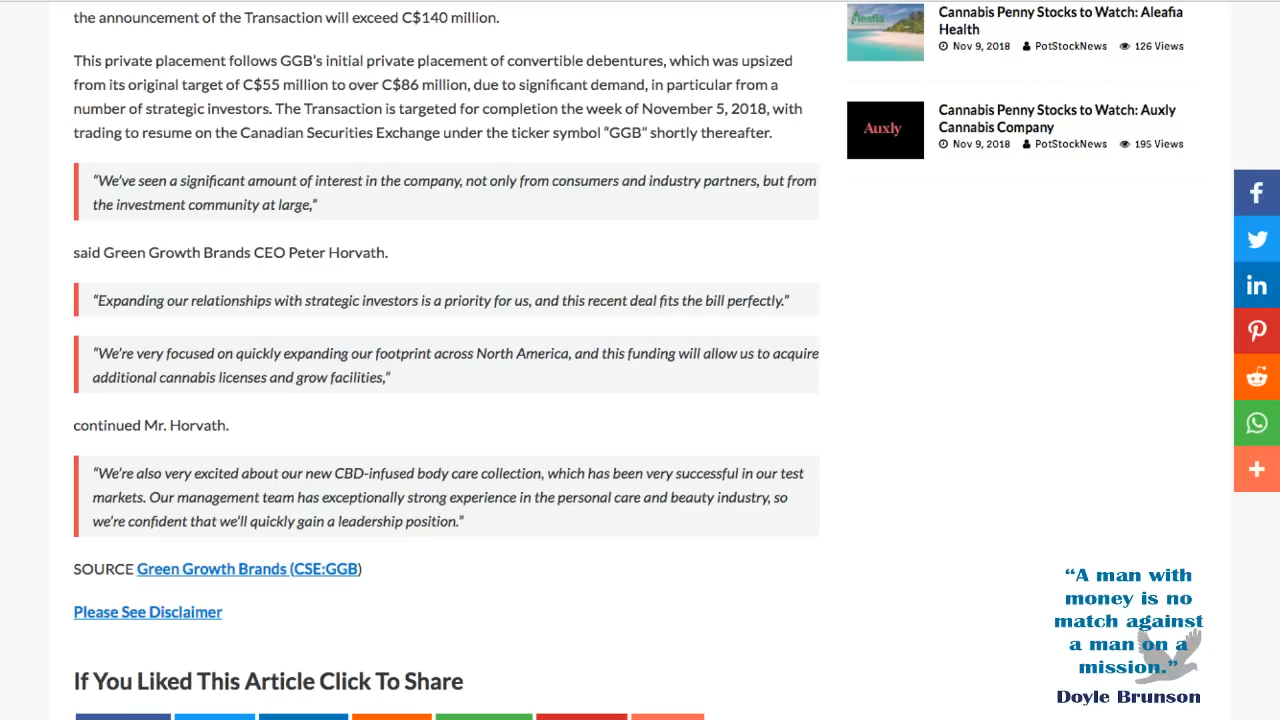 the announcement of the Transaction will exceed C$140 million.
This private placement follows GGB's initial private placement of convertible debentures, which was upsized
from its original target of C$55 million to over C$86 million, due to significant demand, in particular from a
number of strategic investors. The Transaction is targeted for completion the week of November 5, 2018, with
trading to resume on the Canadian Securities Exchange under the ticker symbol “GGB” shortly thereafter.
“We've seen a significant amount of interest in the company, not only from consumers and industry partners, but from
the investment community at large,”
said Green Growth Brands CEO Peter Horvath.
“Expanding our relationships with strategic investors is a priority for us, and this recent deal fits the bill perfectly.”
“We're very focused on quickly expanding our footprint across North America, and this funding will allow us to acquire
additional cannabis licenses and grow facilities,”
continued Mr. Horvath.
“We're also very excited about our new CBD-infused body care collection, which has been very successful in our test
markets. Our management team has exceptionally strong experience in the personal care and beauty industry, so
we're confident that we'll quickly gain a leadership position.”
SOURCE Green Growth Brands (CSE:GGB)
Please See Disclaimer
If You Liked This Article Click To Share
Aleafia
Cannabis Penny Stocks to Watch: Aleafia
Health
Nov 9, 2018 PotStockNews 126 Views
Auxly
Cannabis Penny Stocks to Watch: Auxly
Cannabis Company
Nov 9, 2018 PotStockNews 195 Views
“A man with
money is no
match against
a man on a
mission.”
Doyle Brunson